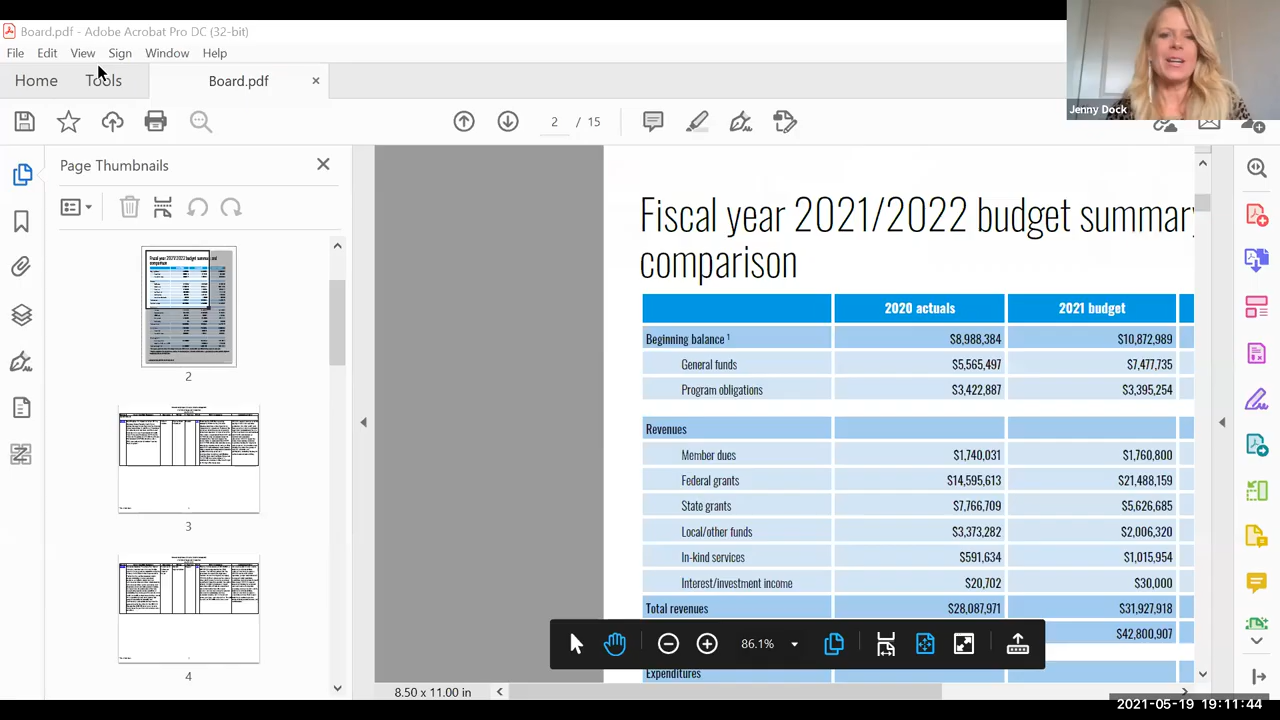 Board.pdf - Adobe Acrobat Pro DC (32-bit)
File Edit View Sign Window Help
Home Tools Board.pdf ×
Jenny Dock
2 / 15
Page Thumbnails
2
3
4
Fiscal year 2021/2022 budget summary
comparison
2020 actuals 2021 budget
Beginning balance ¹ $8,988,384 $10,872,989
General funds $5,565,497 $7,477,735
Program obligations $3,422,887 $3,395,254
Revenues
Member dues $1,740,031 $1,760,800
Federal grants $14,595,613 $21,488,159
State grants $7,766,709 $5,626,685
Local/other funds $3,373,282 $2,006,320
In-kind services $591,634 $1,015,954
Interest/investment income $20,702 $30,000
Total revenues $28,087,971 $31,927,918
$42,800,907
Expenditures
86.1%
8.50 x 11.00 in
2021-05-19 19:11:44